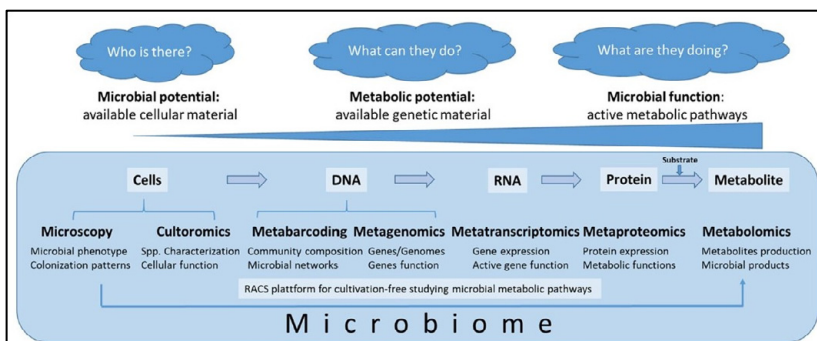 Who is there?
What can they do?
What are they doing?
Microbial potential:
available cellular material
Metabolic potential:
available genetic material
Microbial function:
active metabolic pathways
Cells
DNA
RNA
Protein
Substrate
Metabolite
Microscopy
Microbial phenotype
Colonization patterns
Cultoromics
Spp. Characterization
Cellular function
Metabarcoding
Community composition
Microbial networks
Metagenomics
Genes/Genomes
Genes function
Metatranscriptomics
Gene expression
Active gene function
Metaproteomics
Protein expression
Metabolic functions
Metabolomics
Metabolites production
Microbial products
RACS plattform for cultivation-free studying microbial metabolic pathways
Microbiome